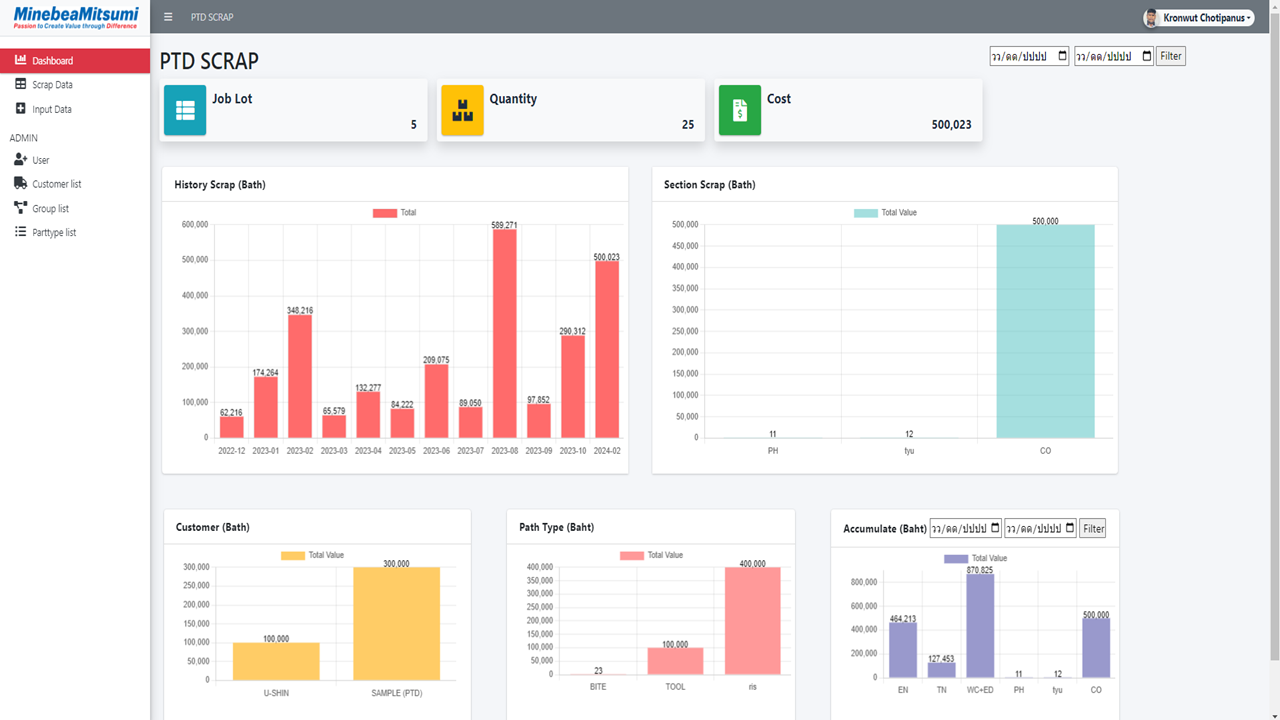 MinebeaMitsumi
Passion to Create Value through Difference
☰ PTD SCRAP
Kronwut Chotipanus
Dashboard
Scrap Data
Input Data
ADMIN
User
Customer list
Group list
Parttype list
PTD SCRAP
วว/ดด/ปปปป วว/ดด/ปปปป Filter
Job Lot
5
Quantity
25
Cost
500,023
History Scrap (Bath)
Total
600,000
500,000
400,000
300,000
200,000
100,000
0
62,216
174,264
348,216
65,579
132,277
84,222
209,075
89,050
589,271
97,852
290,312
500,023
2022-12 2023-01 2023-02 2023-03 2023-04 2023-05 2023-06 2023-07 2023-08 2023-09 2023-10 2024-02
Section Scrap (Bath)
Total Value
500,000
450,000
400,000
350,000
300,000
250,000
200,000
150,000
100,000
50,000
0
11
12
500,000
PH tyu CO
Customer (Bath)
Total Value
300,000
250,000
200,000
150,000
100,000
50,000
0
100,000
300,000
U-SHIN SAMPLE (PTD)
Path Type (Baht)
Total Value
400,000
350,000
300,000
250,000
200,000
150,000
100,000
50,000
0
23
100,000
400,000
BITE TOOL ris
Accumulate (Baht) วว/ดด/ปปปป วว/ดด/ปปปป Filter
Total Value
800,000
600,000
400,000
200,000
0
464,213
127,453
870,825
11
12
500,000
EN TN WC+ED PH tyu CO